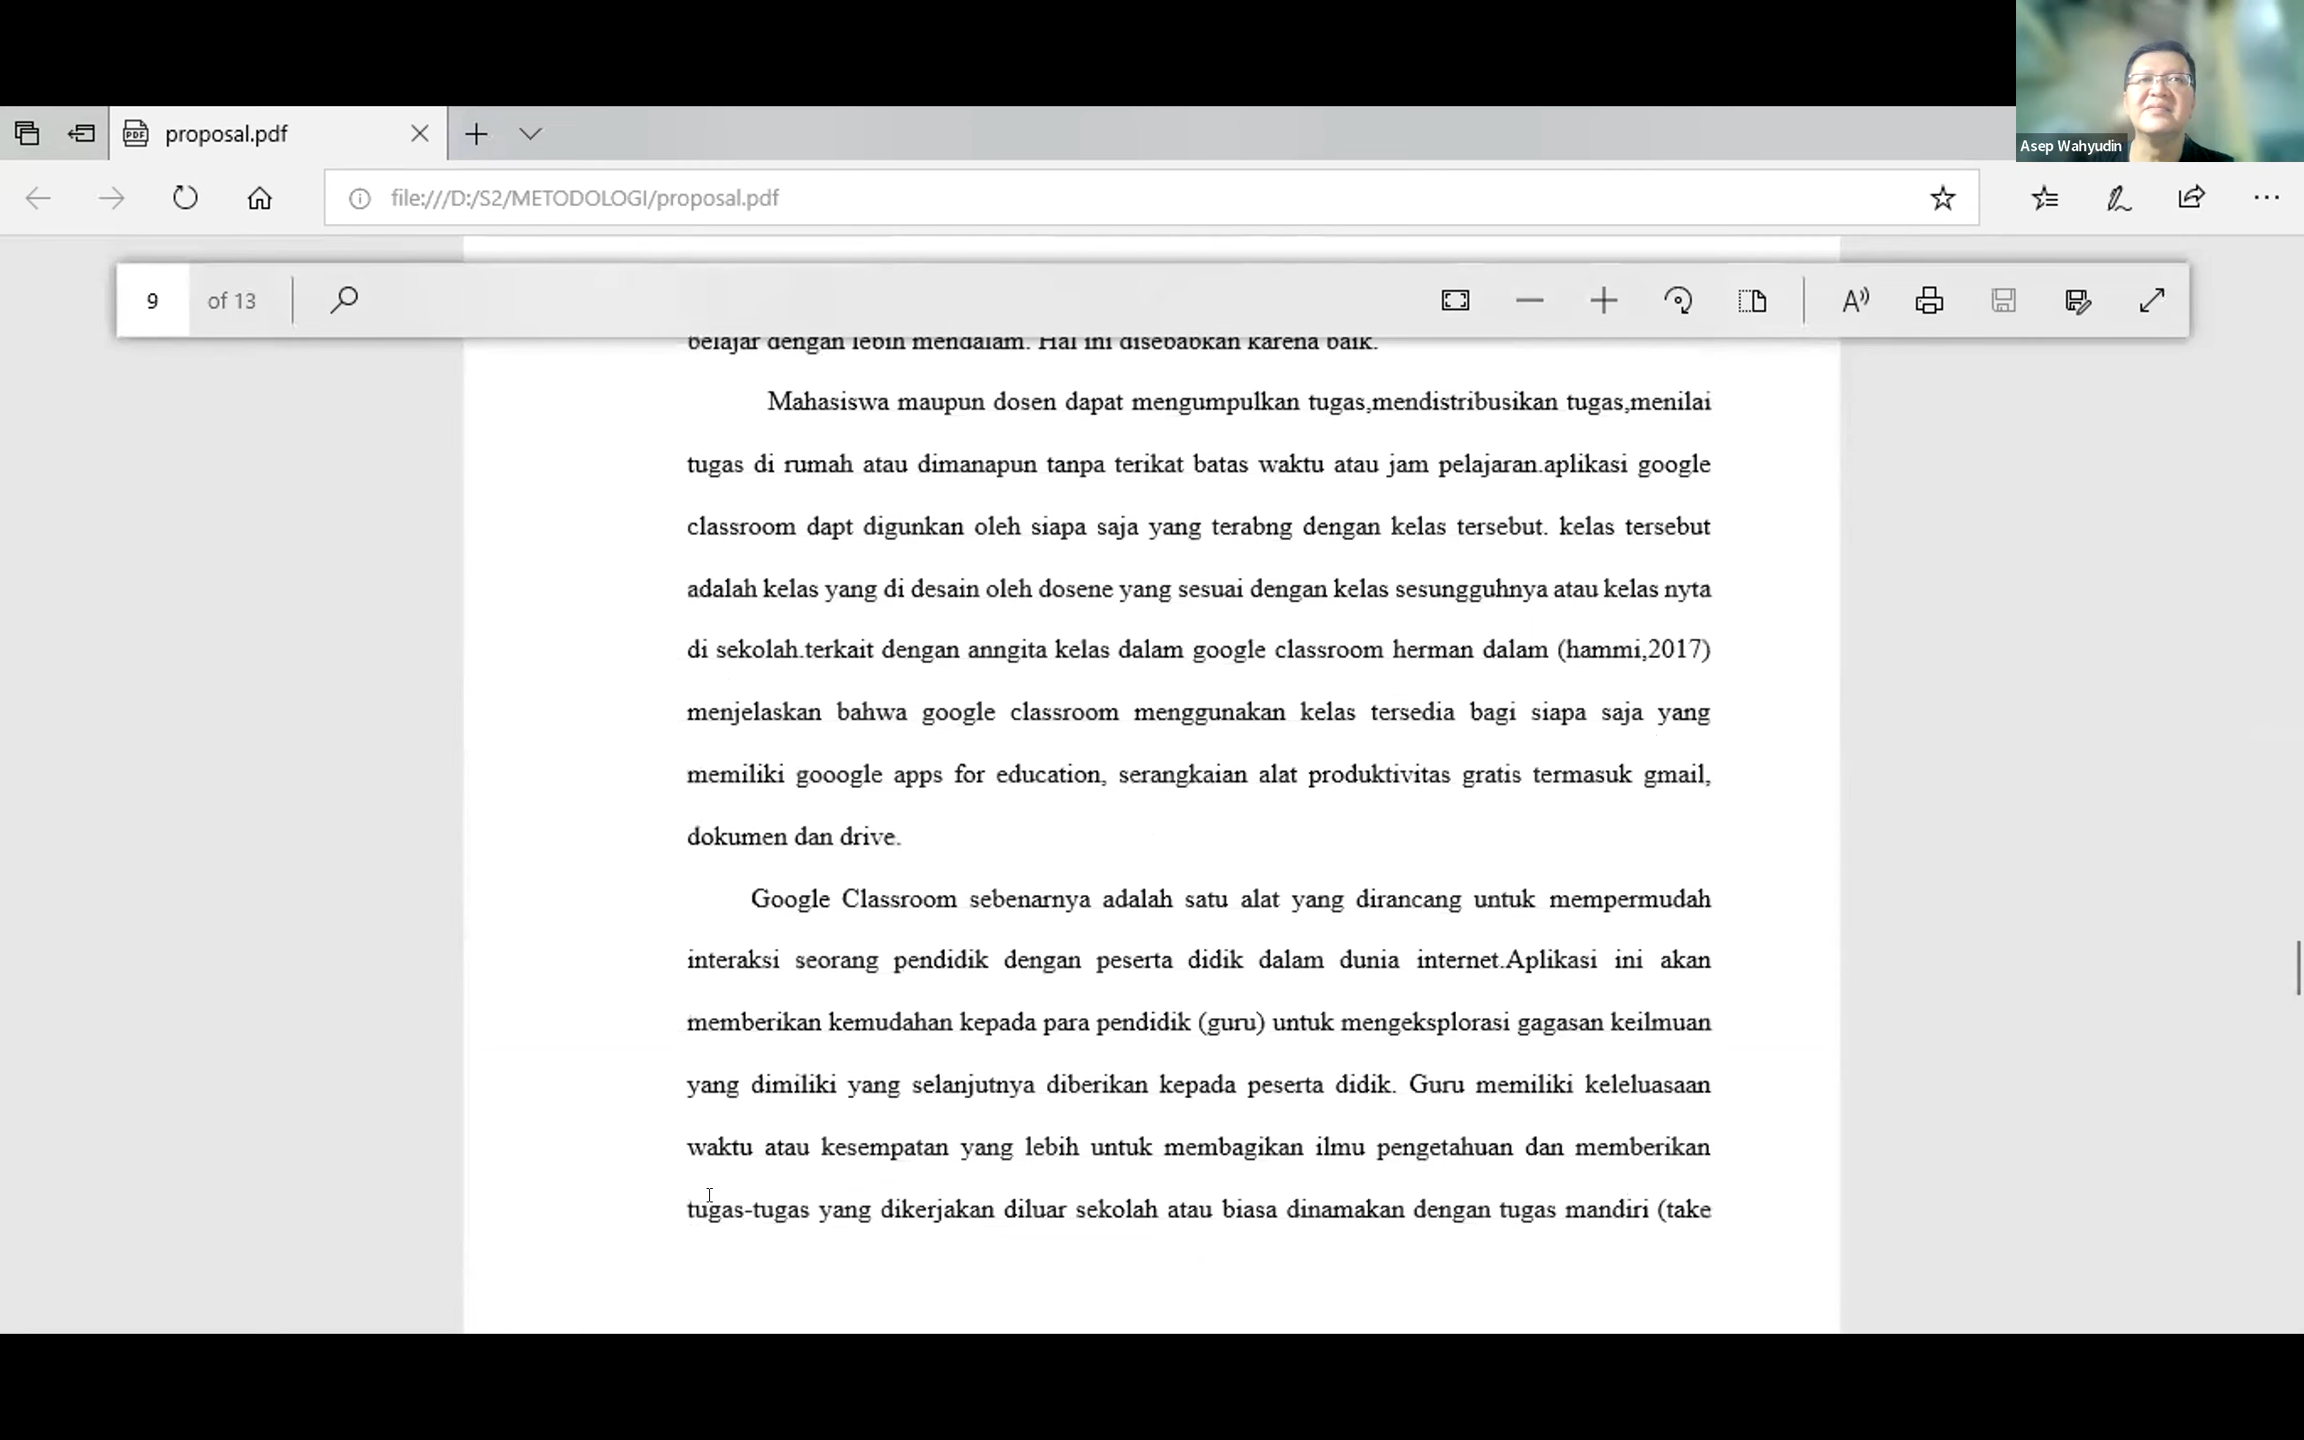 proposal.pdf
Asep Wahyudin
file:///D:/S2/METODOLOGI/proposal.pdf
9 of 13
belajar dengan lebih mendalam. Hal ini disebabkan karena baik.
Mahasiswa maupun dosen dapat mengumpulkan tugas,mendistribusikan tugas,menilai
tugas di rumah atau dimanapun tanpa terikat batas waktu atau jam pelajaran.aplikasi google
classroom dapt digunkan oleh siapa saja yang terabng dengan kelas tersebut. kelas tersebut
adalah kelas yang di desain oleh dosene yang sesuai dengan kelas sesungguhnya atau kelas nyta
di sekolah.terkait dengan anngita kelas dalam google classroom herman dalam (hammi,2017)
menjelaskan bahwa google classroom menggunakan kelas tersedia bagi siapa saja yang
memiliki gooogle apps for education, serangkaian alat produktivitas gratis termasuk gmail,
dokumen dan drive.
Google Classroom sebenarnya adalah satu alat yang dirancang untuk mempermudah
interaksi seorang pendidik dengan peserta didik dalam dunia internet.Aplikasi ini akan
memberikan kemudahan kepada para pendidik (guru) untuk mengeksplorasi gagasan keilmuan
yang dimiliki yang selanjutnya diberikan kepada peserta didik. Guru memiliki keleluasaan
waktu atau kesempatan yang lebih untuk membagikan ilmu pengetahuan dan memberikan
tugas-tugas yang dikerjakan diluar sekolah atau biasa dinamakan dengan tugas mandiri (take